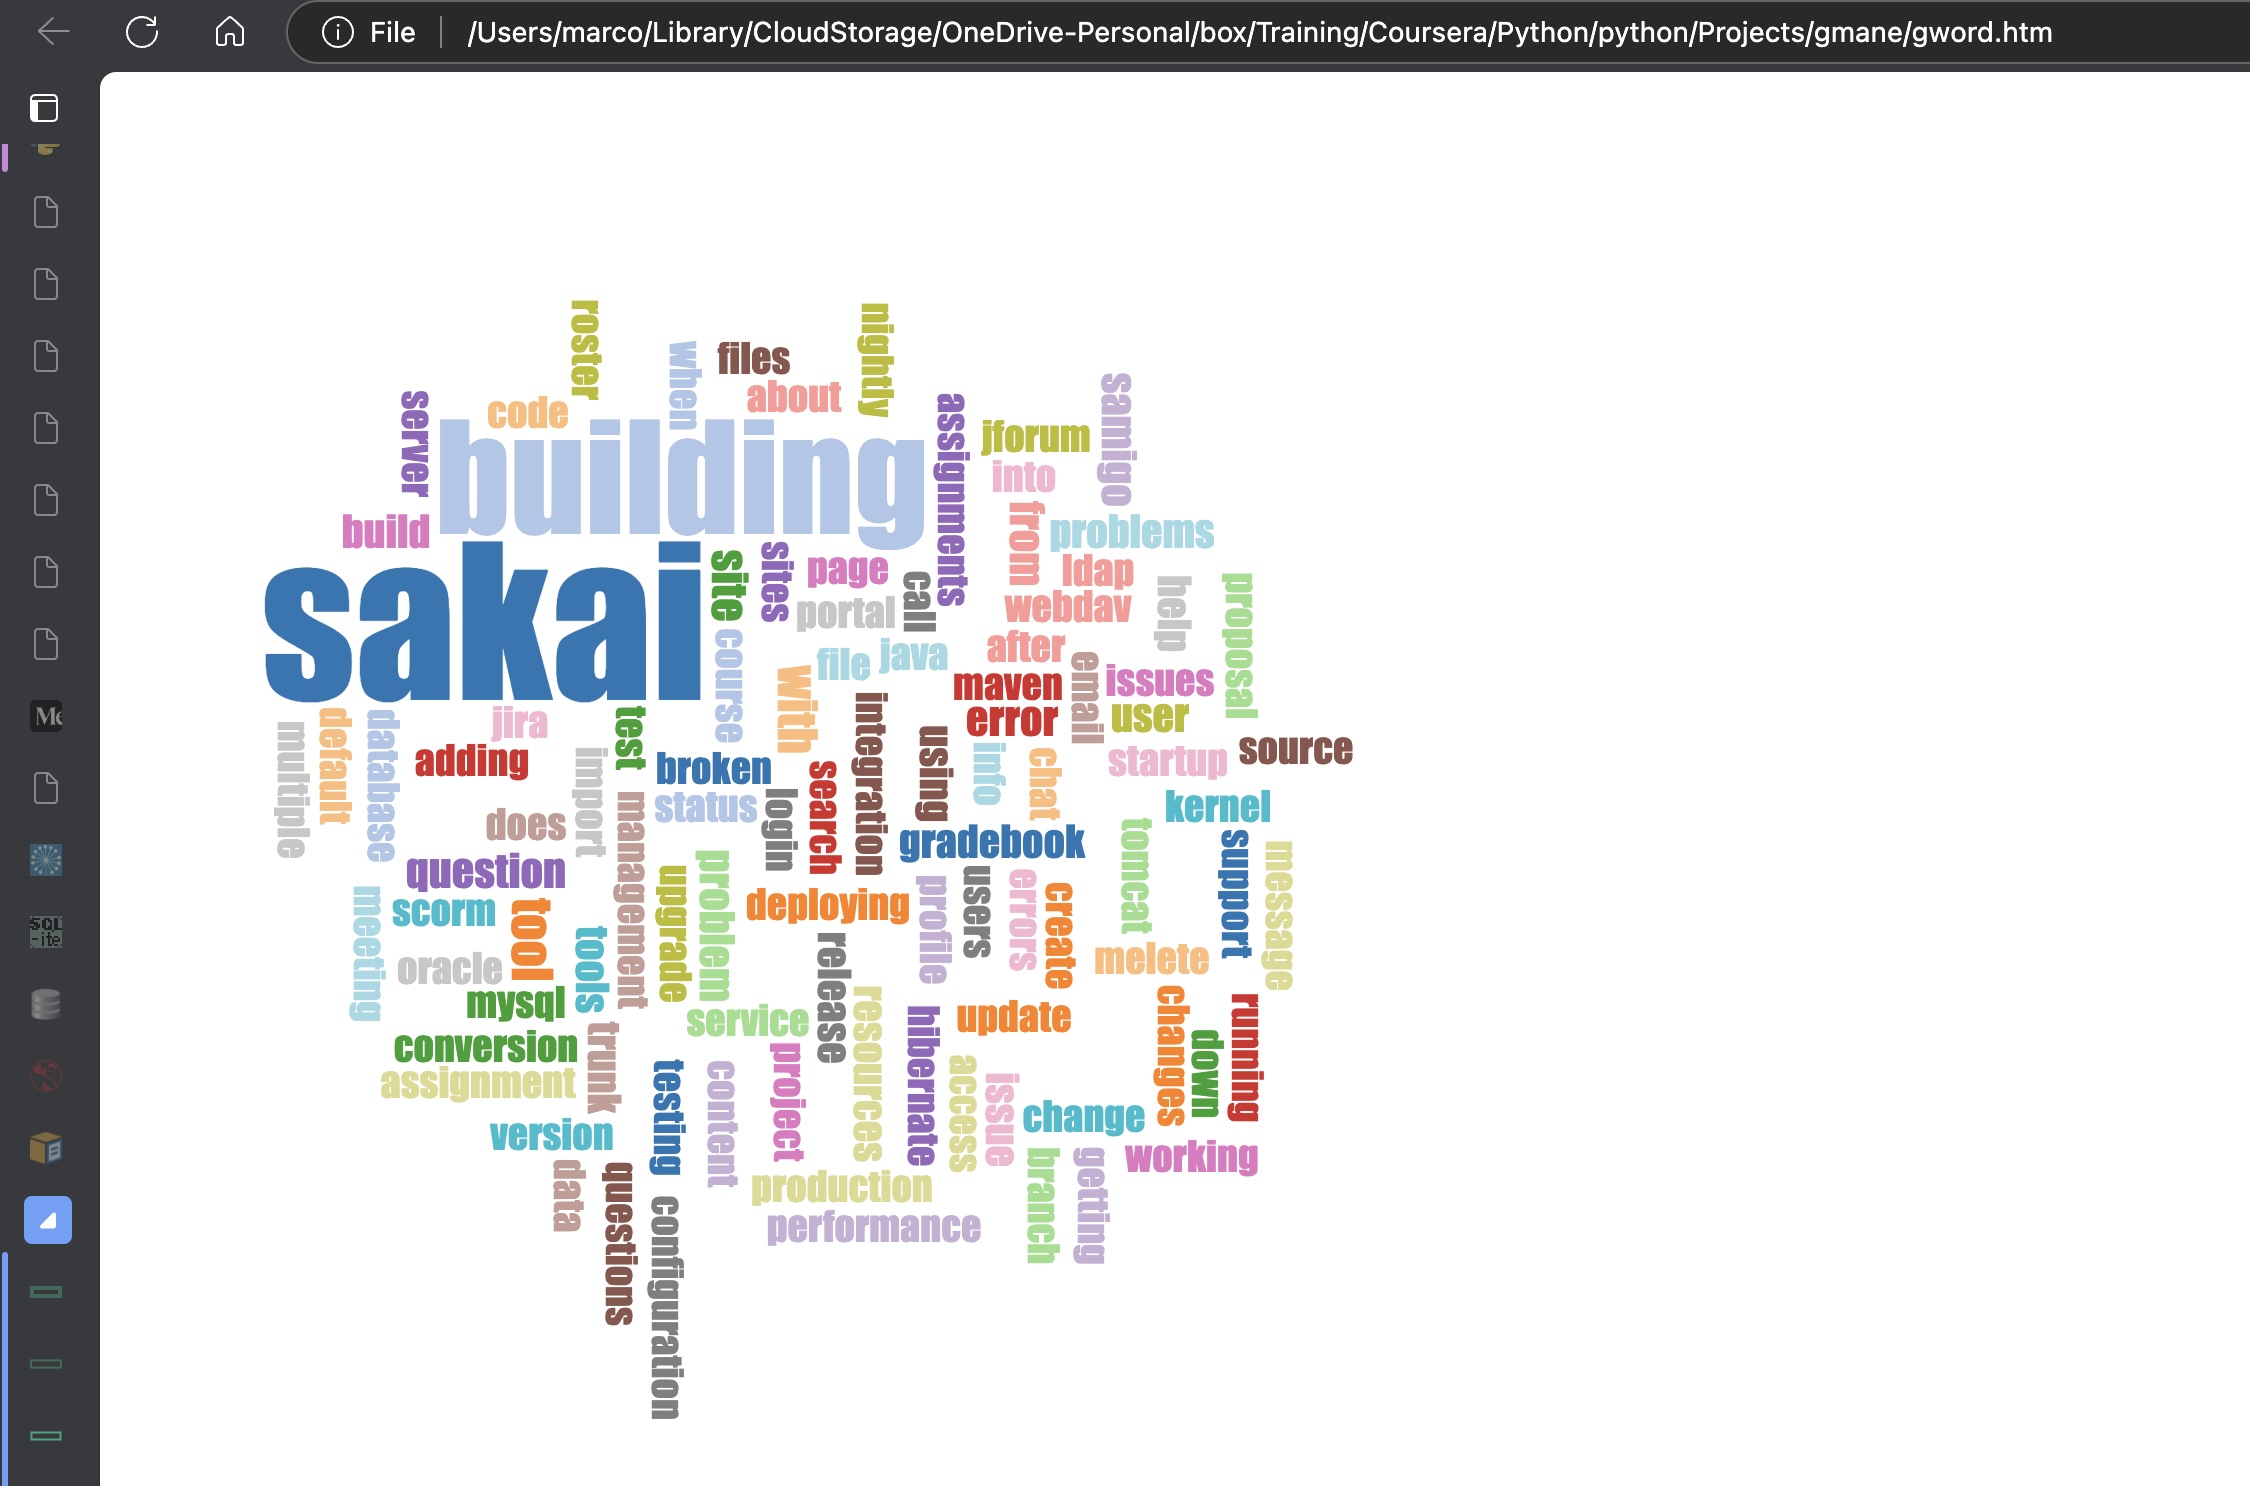 File
/Users/marco/Library/CloudStorage/OneDrive-Personal/box/Training/Coursera/Python/python/Projects/gmane/gword.htm
roster
when
files
nightly
about
server
code
samigo
assignments
building
jforum
into
build
from
problems
sakai
site
sites
page
ldap
call
portal
webdav
help
proposal
course
file
java
after
With
maven
email
issues
error
user
multiple
default
database
jira
test
integration
using
info
chat
startup
source
adding
import
broken
search
status
login
kernel
does
management
gradebook
tomcat
support
message
question
upgrade
problem
deploying
profile
users
errors
create
meeting
scorm
tool
tools
release
melete
oracle
mysql
service
resources
hibernate
update
changes
running
down
conversion
trunk
assignment
testing
content
project
access
issue
change
version
branch
getting
working
data
questions
production
performance
configuration
SQL
-ite